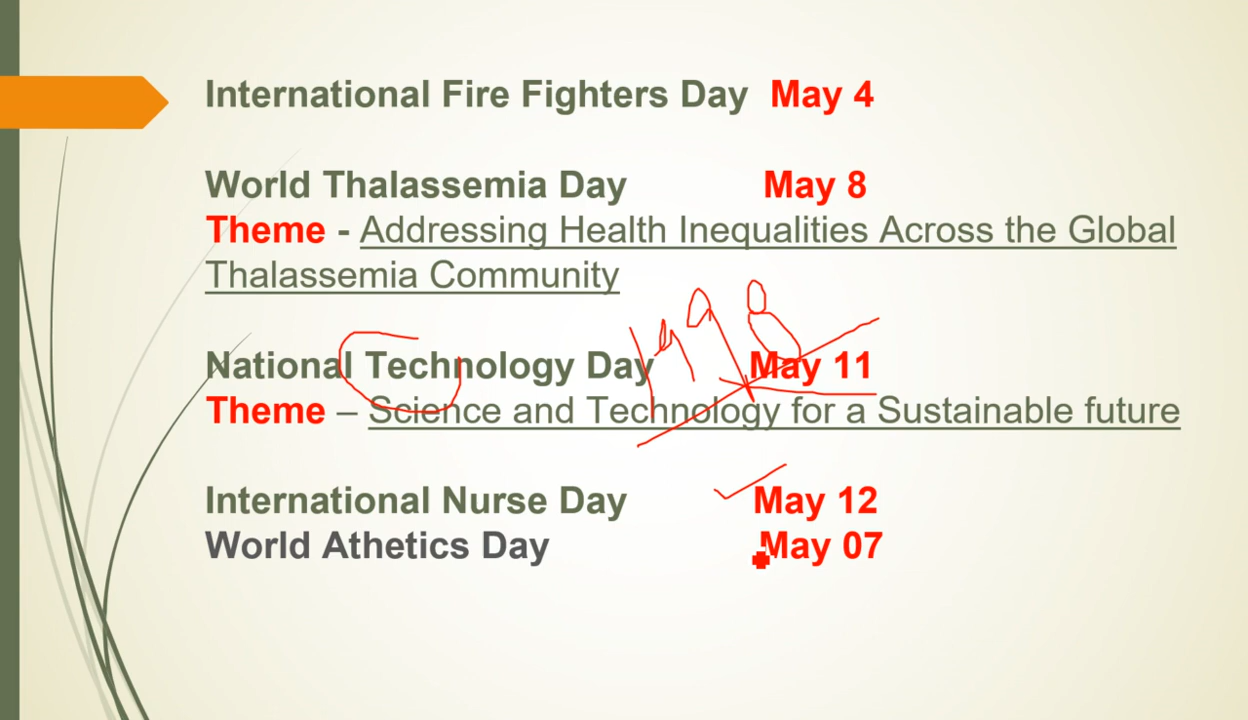 International Fire Fighters Day May 4
World Thalassemia Day May 8
Theme - Addressing Health Inequalities Across the Global
Thalassemia Community
1998
National Technology Day May 11
Theme – Science and Technology for a Sustainable future
International Nurse Day May 12
World Athetics Day May 07